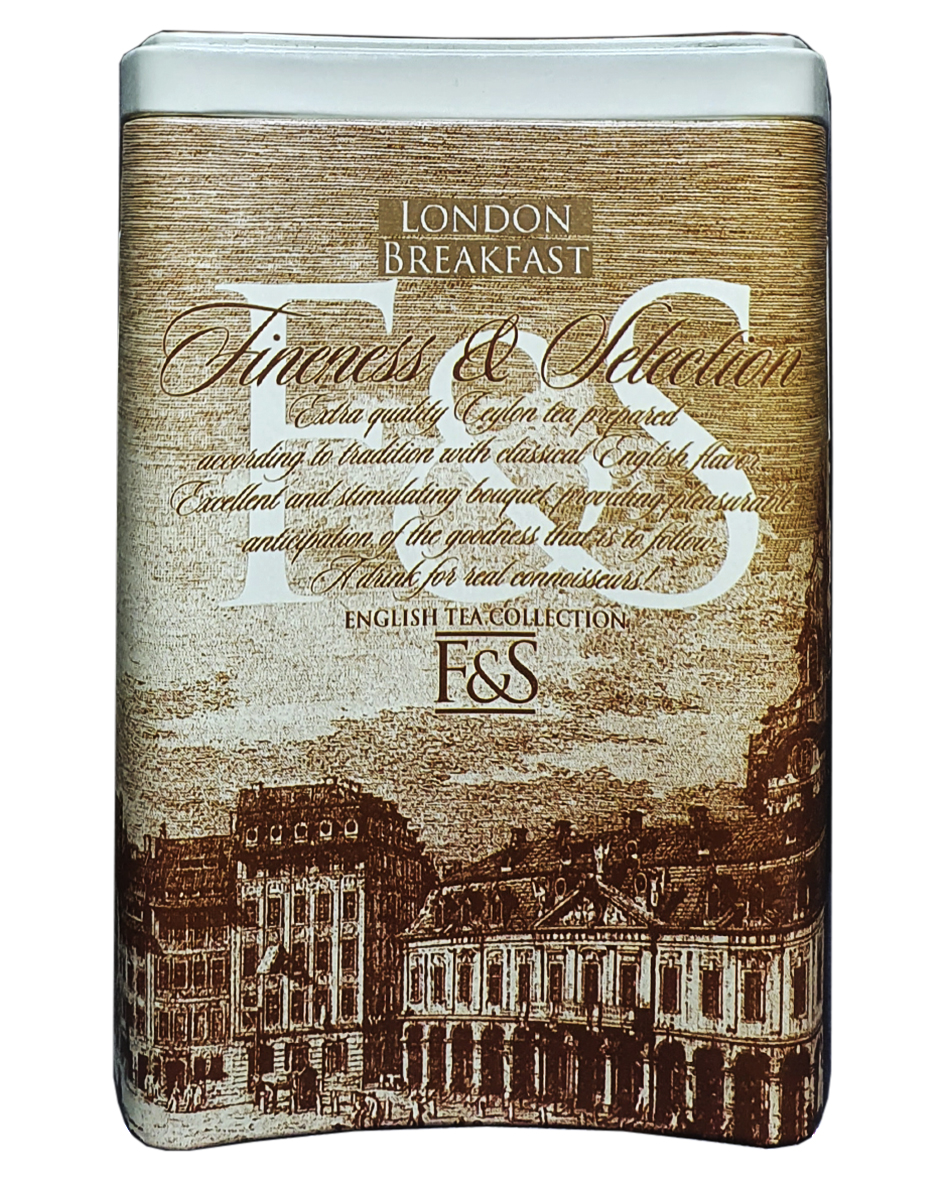 LONDON
BREAKFAST
F&S
Fineness & Selection
Extra quality Ceylon tea prepared
according to tradition with classical English flavor.
Excellent and stimulating bouquet, providing pleasurable
anticipation of the goodness that is to follow.
A drink for real connoisseurs!
ENGLISH TEA COLLECTION
F&S